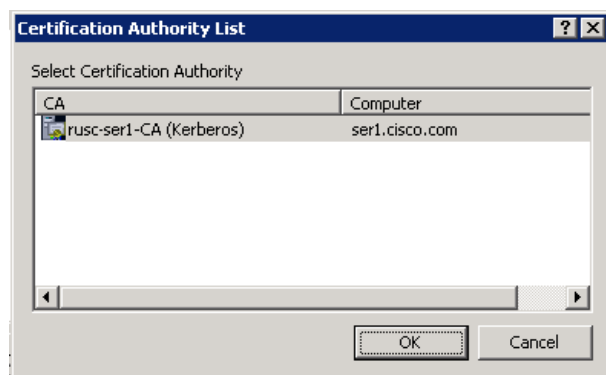 Certification Authority List
Select Certification Authority
CA Computer
rusc-ser1-CA (Kerberos) ser1.cisco.com
OK Cancel